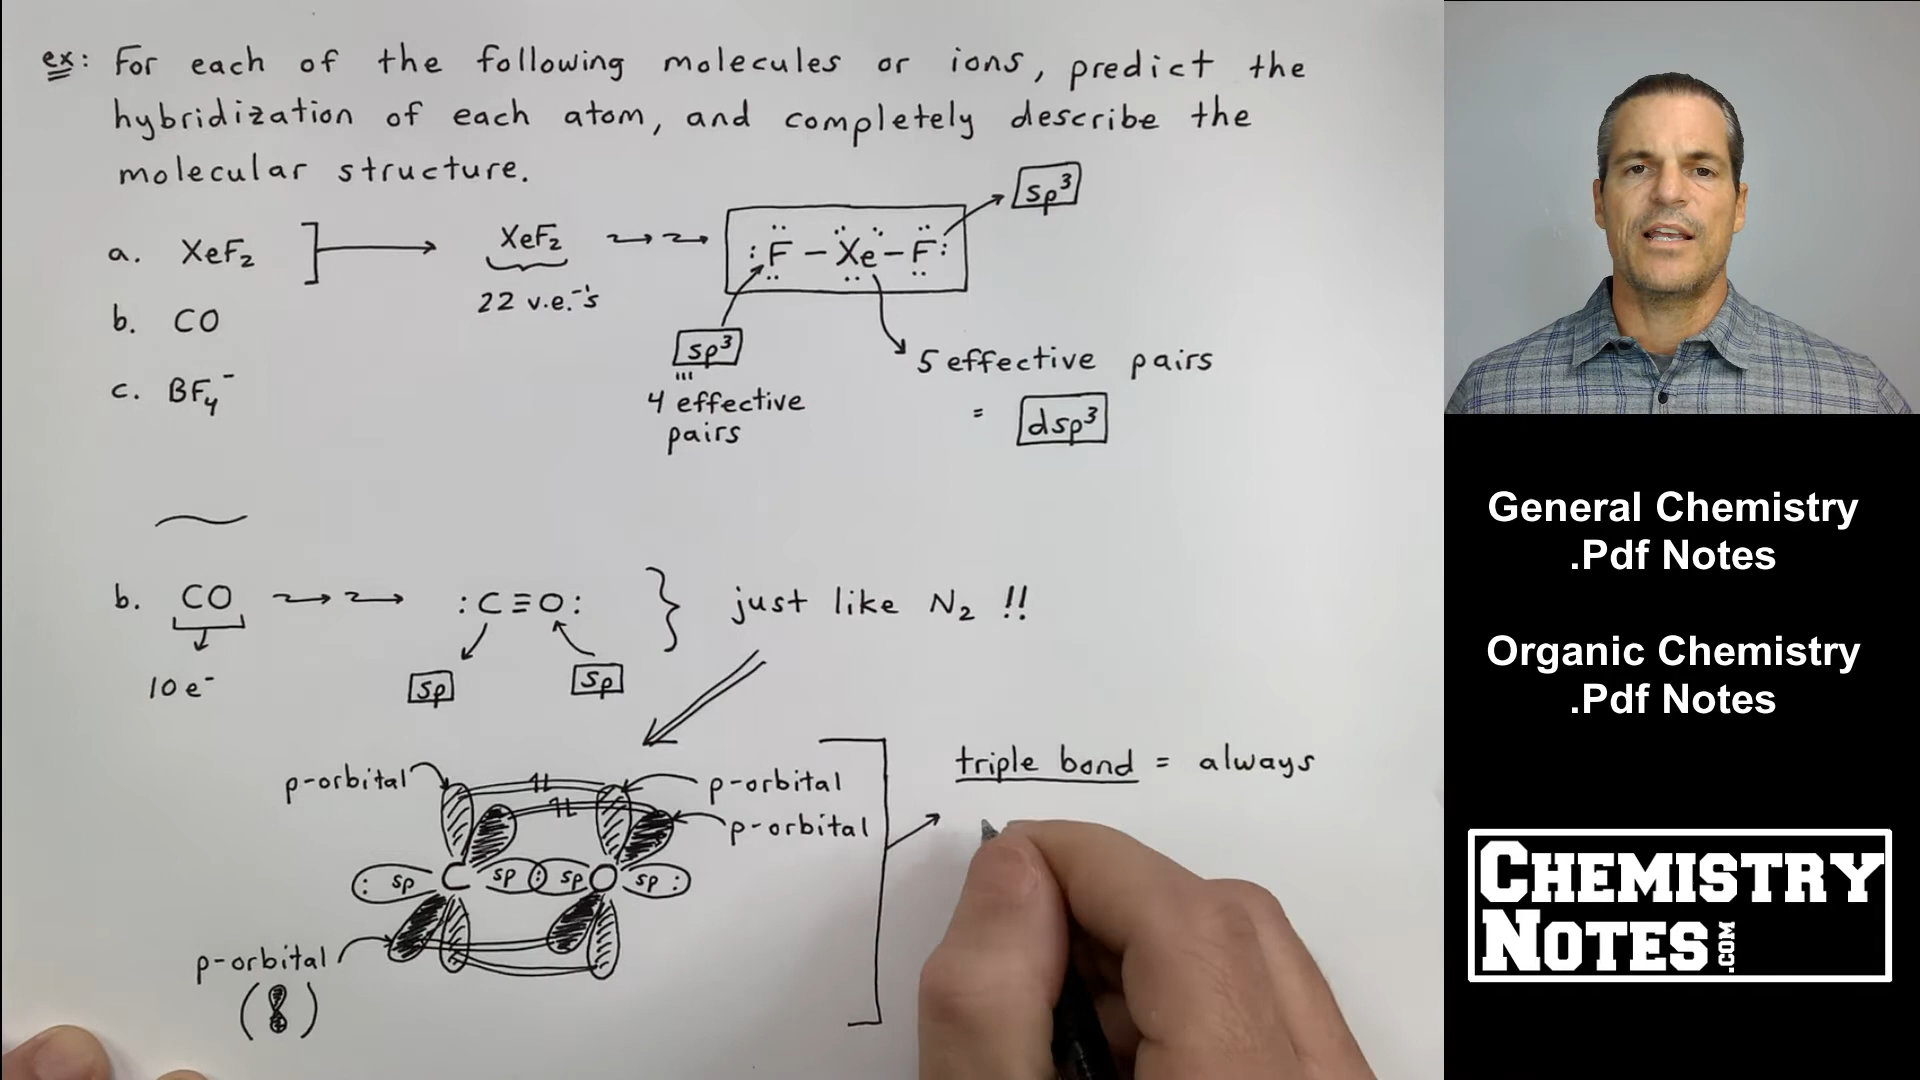 ex: For each of the following molecules or ions, predict the
hybridization of each atom, and completely describe the
molecular structure.
a. XeF₂
XeF₂
22 v.e.⁻'s
:F – Xe – F:
sp³
sp³
4 effective
pairs
5 effective pairs
= dsp³
b. CO
c. BF₄⁻
b. CO
10 e⁻
:C≡O:
sp
sp
just like N₂ !!
p-orbital
p-orbital
p-orbital
: sp C sp : sp O sp :
p-orbital
triple bond = always
General Chemistry
.Pdf Notes
Organic Chemistry
.Pdf Notes
CHEMISTRY
NOTES.COM